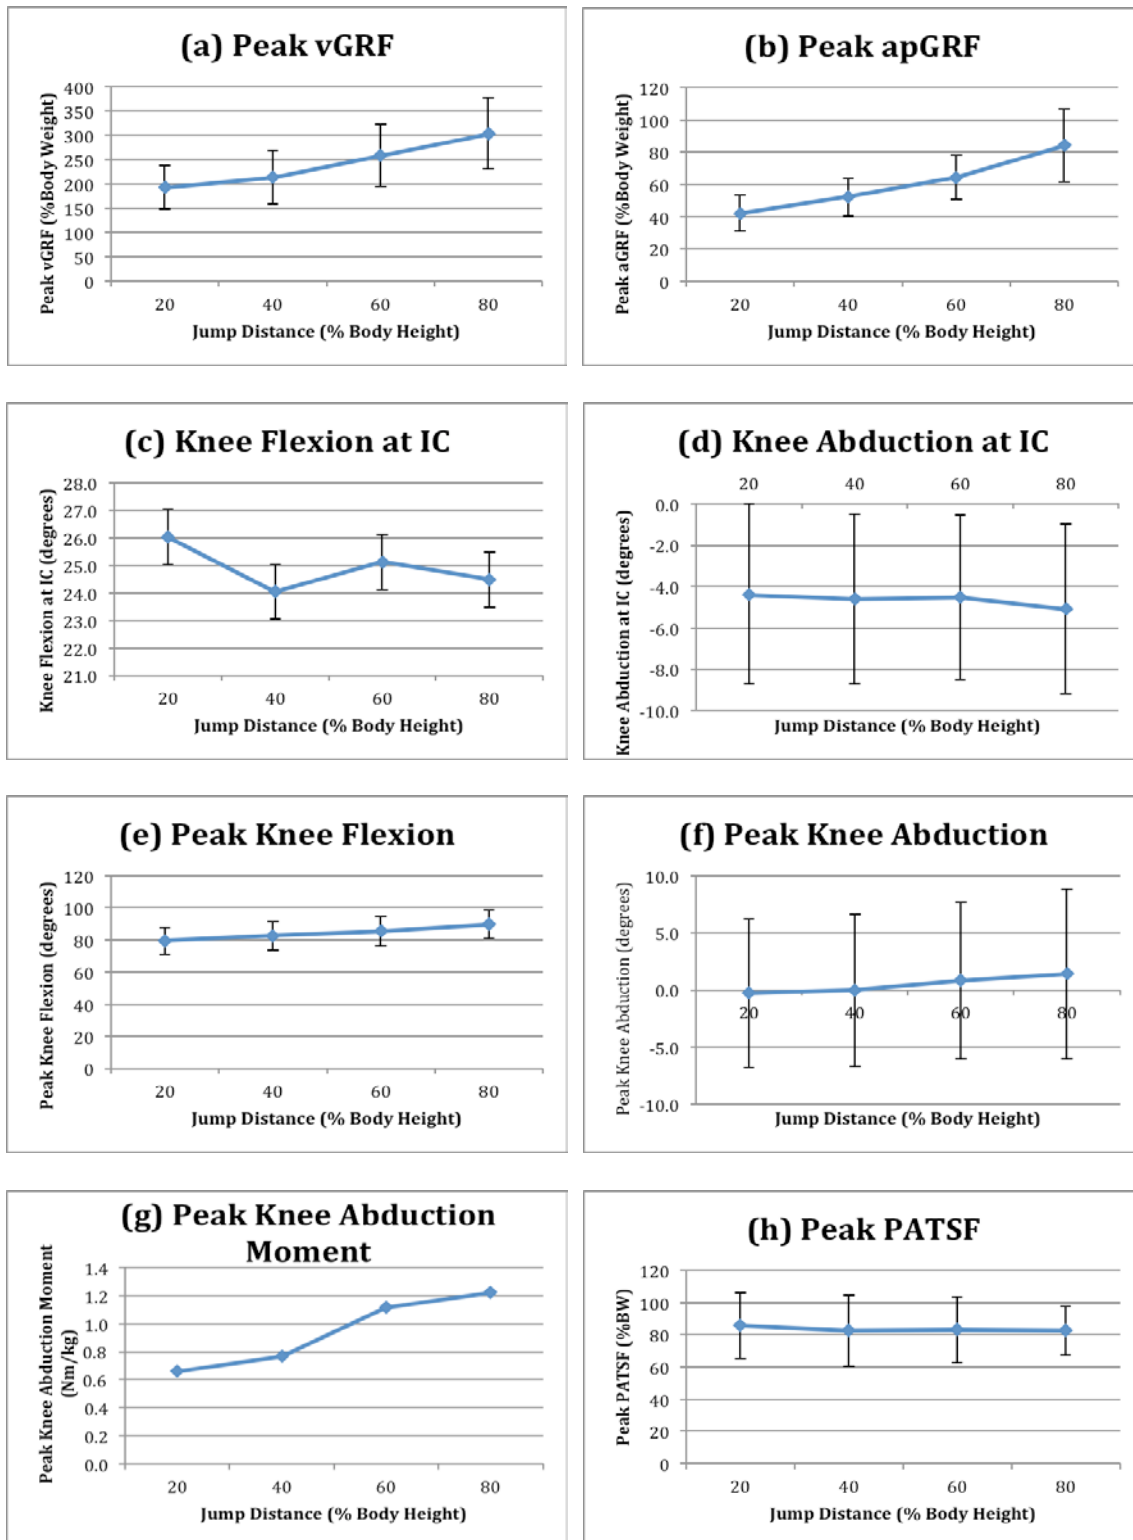 (a) Peak vGRF
Peak vGRF (%Body Weight)
400
350
300
250
200
150
100
50
0
20 40 60 80
Jump Distance (% Body Height)
(b) Peak apGRF
Peak aGRF (%Body Weight)
120
100
80
60
40
20
0
20 40 60 80
Jump Distance (% Body Height)
(c) Knee Flexion at IC
Knee Flexion at IC (degrees)
28.0
27.0
26.0
25.0
24.0
23.0
22.0
21.0
20 40 60 80
Jump Distance (% Body Height)
(d) Knee Abduction at IC
Knee Abduction at IC (degrees)
20 40 60 80
0.0
-2.0
-4.0
-6.0
-8.0
-10.0
Jump Distance (% Body Height)
(e) Peak Knee Flexion
Peak Knee Flexion (degrees)
120
100
80
60
40
20
0
20 40 60 80
Jump Distance (% Body Height)
(f) Peak Knee Abduction
Peak Knee Abduction (degrees)
10.0
5.0
0.0
-5.0
-10.0
20 40 60 80
Jump Distance (% Body Height)
(g) Peak Knee Abduction
Moment
Peak Knee Abduction Moment
(Nm/kg)
1.4
1.2
1.0
0.8
0.6
0.4
0.2
0.0
20 40 60 80
Jump Distance (% Body Height)
(h) Peak PATSF
Peak PATSF (%BW)
120
100
80
60
40
20
0
20 40 60 80
Jump Distance (% Body Height)